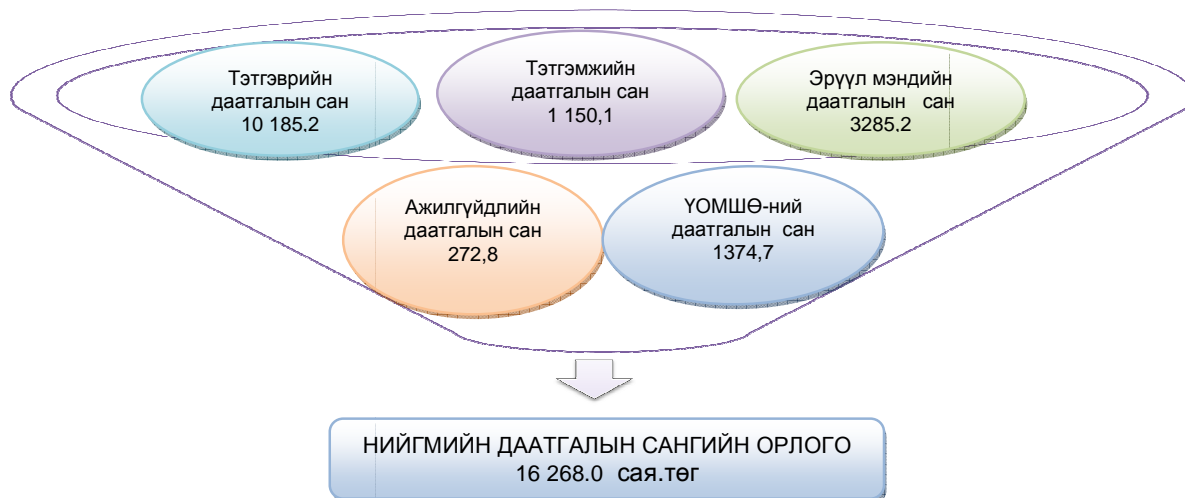 Тэтгэврийн
даатгалын сан
10 185.2
Тэтгэмжийн
даатгалын сан
1 150,1
Эрүүл мэндийн
даатгалын сан
3285,2
Ажилгүйдлийн
даатгалын сан
272,8
ҮОМШӨ-ний
даатгалын сан
1374,7
НИЙГМИЙН ДААТГАЛЫН САНГИЙН ОРЛОГО
16 268.0 сая.төг